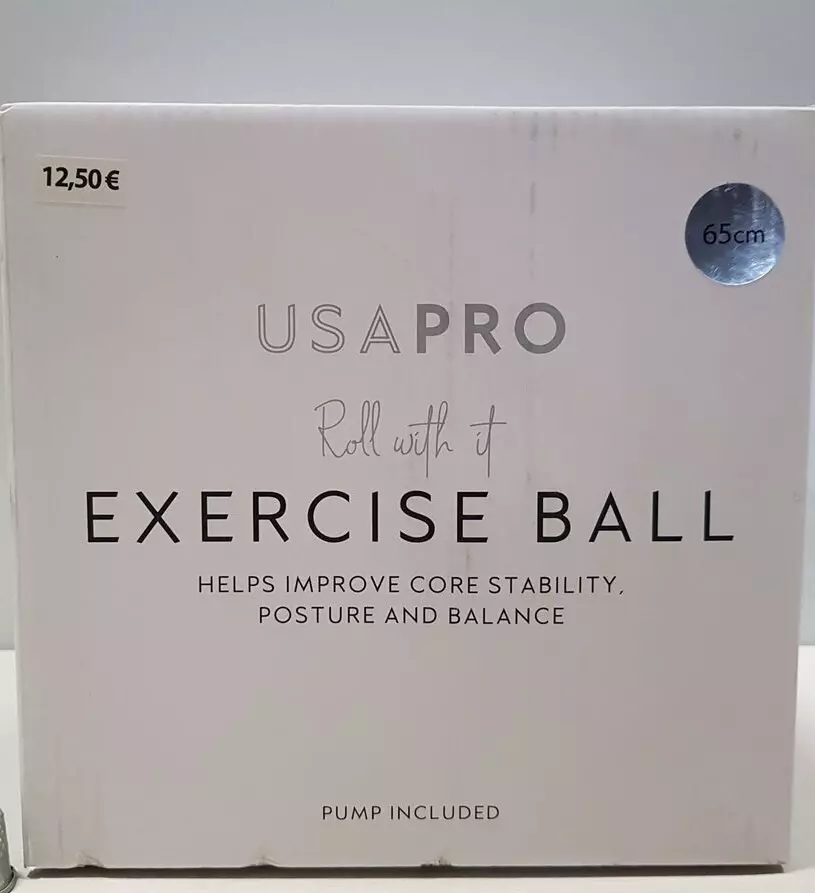 12,50€
65cm
USAPRO
Roll with it
EXERCISE BALL
HELPS IMPROVE CORE STABILITY,
POSTURE AND BALANCE
PUMP INCLUDED